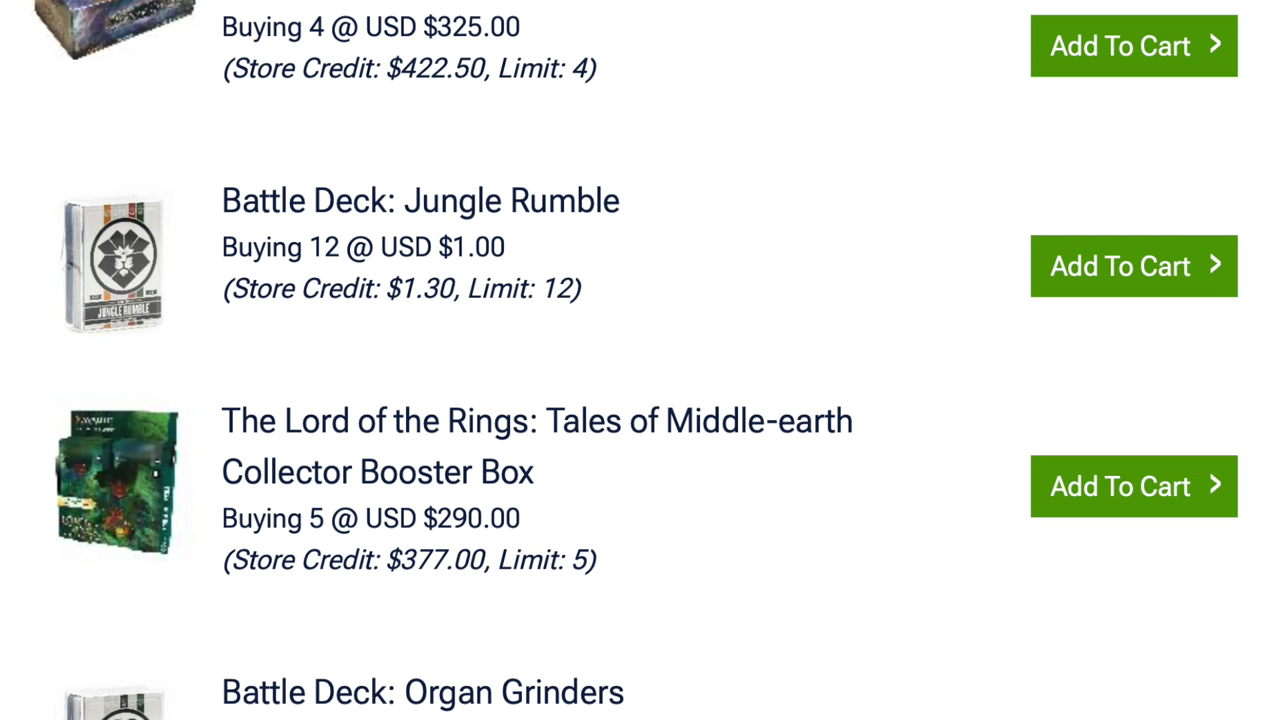 Buying 4 @ USD $325.00
(Store Credit: $422.50, Limit: 4)
Add To Cart >
Battle Deck: Jungle Rumble
Buying 12 @ USD $1.00
(Store Credit: $1.30, Limit: 12)
Add To Cart >
JUNGLE RUMBLE
The Lord of the Rings: Tales of Middle-earth
Collector Booster Box
Buying 5 @ USD $290.00
(Store Credit: $377.00, Limit: 5)
Add To Cart >
Battle Deck: Organ Grinders